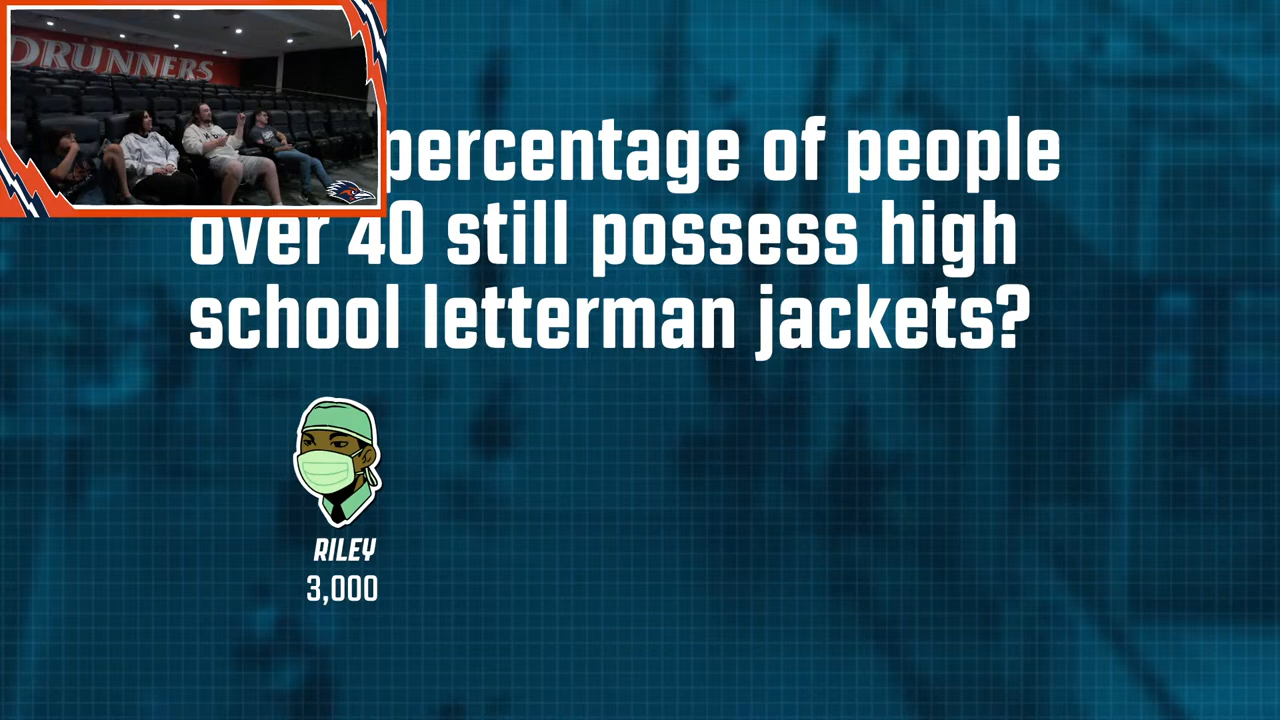 DRUNNERS
percentage of people
over 40 still possess high
school letterman jackets?
RILEY
3,000